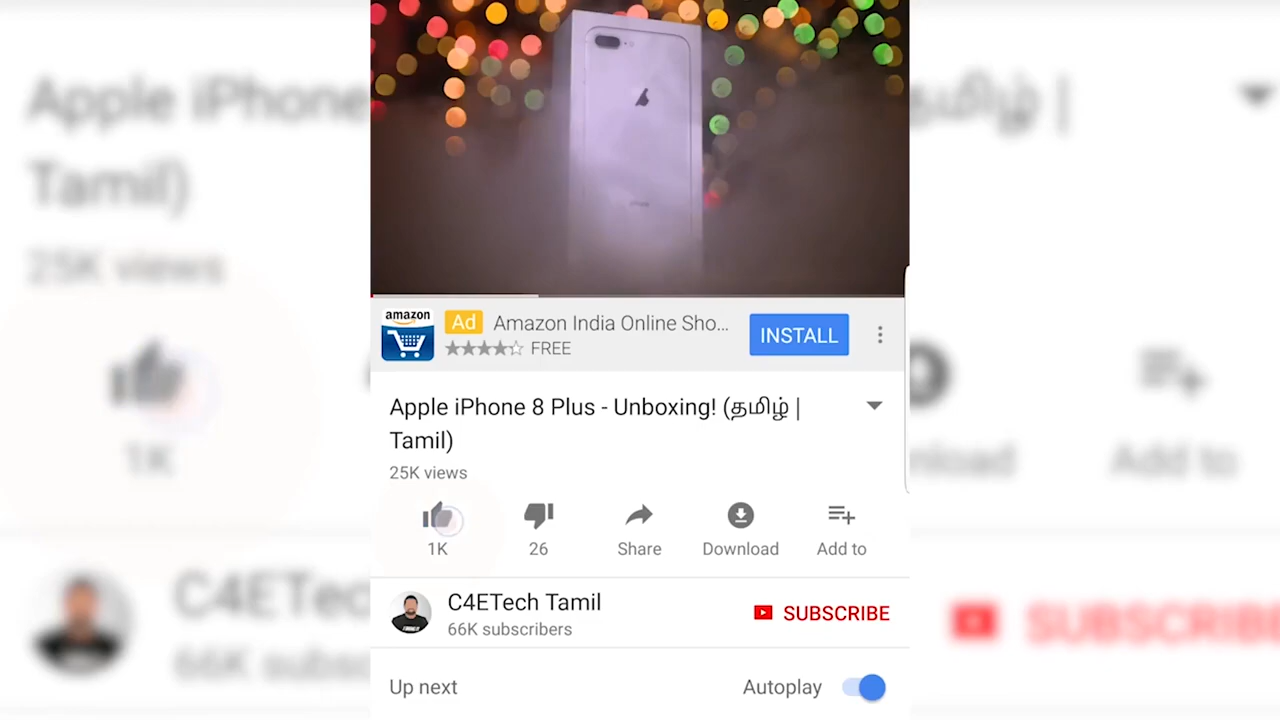 amazon
Ad Amazon India Online Sho...
FREE
INSTALL
Apple iPhone 8 Plus - Unboxing! (தமிழ் |
Tamil)
25K views
1K
26
Share
Download
Add to
C4ETech Tamil
66K subscribers
SUBSCRIBE
Up next
Autoplay